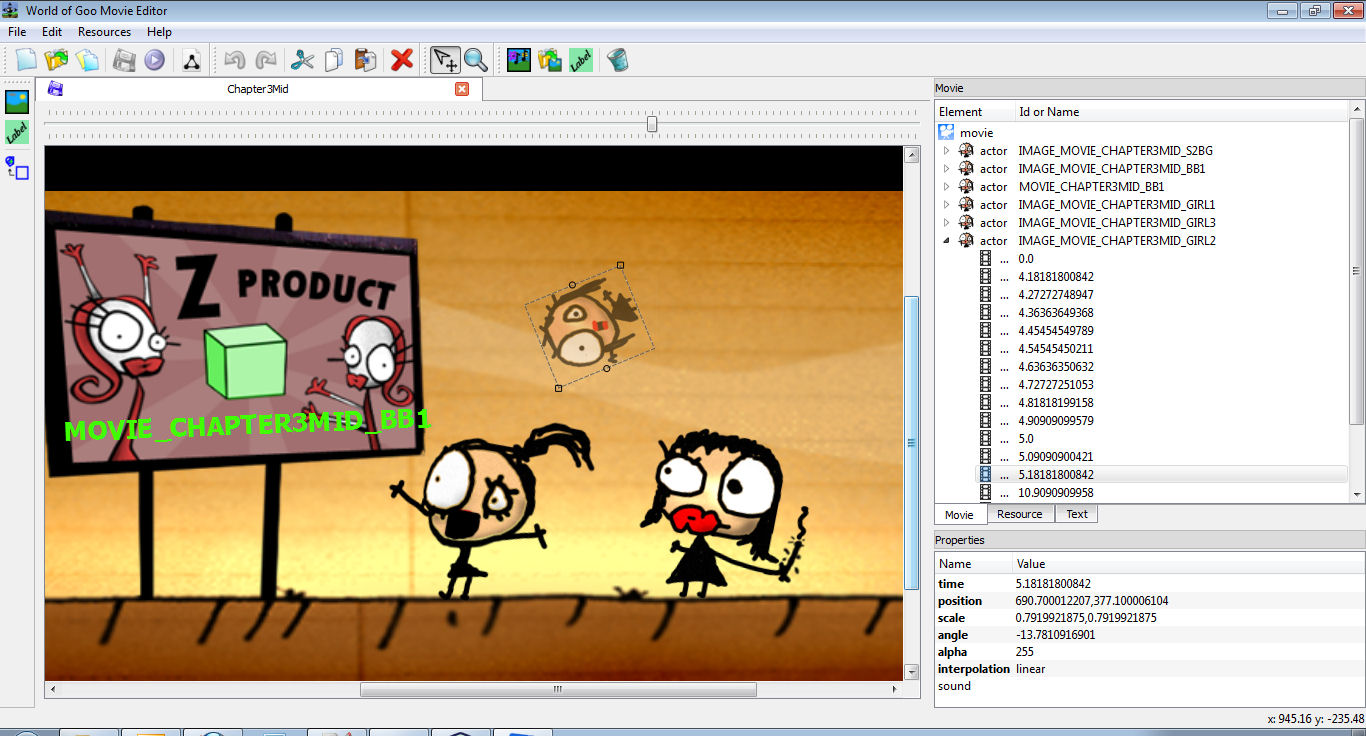 World of Goo Movie Editor
File Edit Resources Help
Label
Chapter3Mid
Label
Z PRODUCT
MOVIE_CHAPTER3MID_BB1
Movie
Element Id or Name
movie
actor IMAGE_MOVIE_CHAPTER3MID_S2BG
actor IMAGE_MOVIE_CHAPTER3MID_BB1
actor MOVIE_CHAPTER3MID_BB1
actor IMAGE_MOVIE_CHAPTER3MID_GIRL1
actor IMAGE_MOVIE_CHAPTER3MID_GIRL3
actor IMAGE_MOVIE_CHAPTER3MID_GIRL2
... 0.0
... 4.18181800842
... 4.27272748947
... 4.36363649368
... 4.45454549789
... 4.54545450211
... 4.63636350632
... 4.72727251053
... 4.81818199158
... 4.90909099579
... 5.0
... 5.09090900421
... 5.18181800842
... 10.9090909958
Movie Resource Text
Properties
Name Value
time 5.18181800842
position 690.700012207,377.100006104
scale 0.7919921875,0.7919921875
angle -13.7810916901
alpha 255
interpolation linear
sound
x: 945.16 y: -235.48